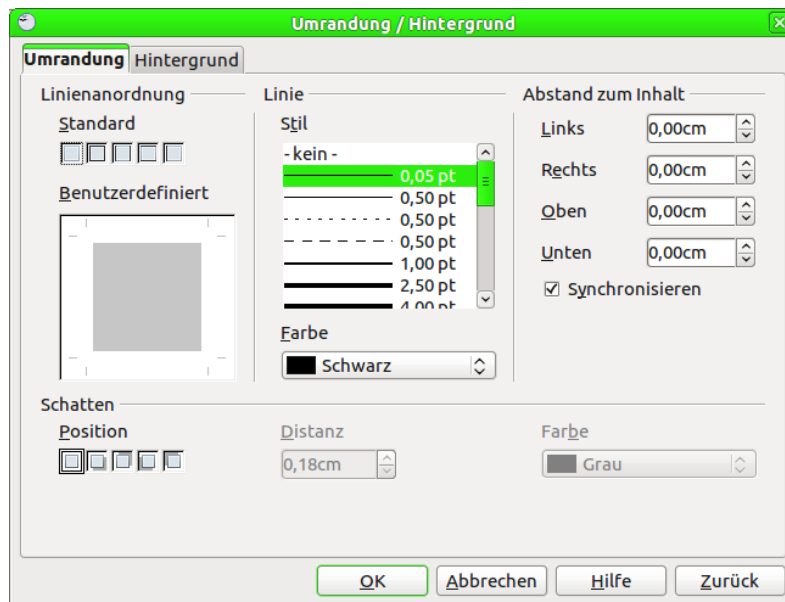 Umrandung / Hintergrund
Umrandung Hintergrund
Linienanordnung
Standard
Benutzerdefiniert
Linie
Stil
- kein -
0,05 pt
0,50 pt
0,50 pt
0,50 pt
1,00 pt
2,50 pt
4,00 pt
Farbe
Schwarz
Abstand zum Inhalt
Links 0,00cm
Rechts 0,00cm
Oben 0,00cm
Unten 0,00cm
Synchronisieren
Schatten
Position
Distanz
0,18cm
Farbe
Grau
OK Abbrechen Hilfe Zurück